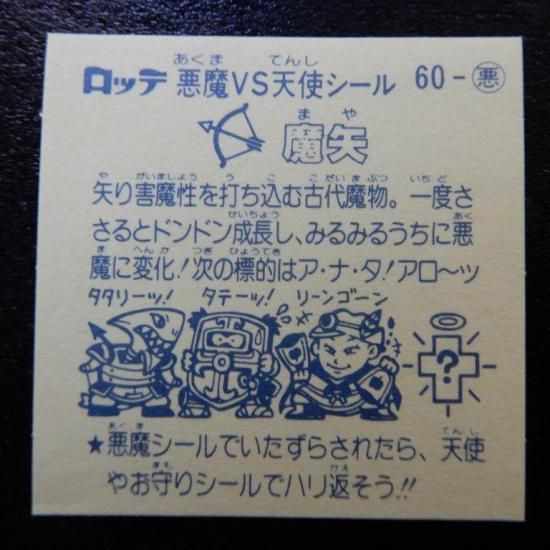 ロッテ 悪魔VS天使シール 60-悪
魔矢
矢り害魔性を打ち込む古代魔物。一度さ
さるとドンドン成長し、みるみるうちに悪
魔に変化!次の標的はア・ナ・タ!アロ〜ッ
タタリーッ! タテーッ! リーンゴーン
?
★悪魔シールでいたずらされたら、天使
やお守りシールでハリ返そう!!